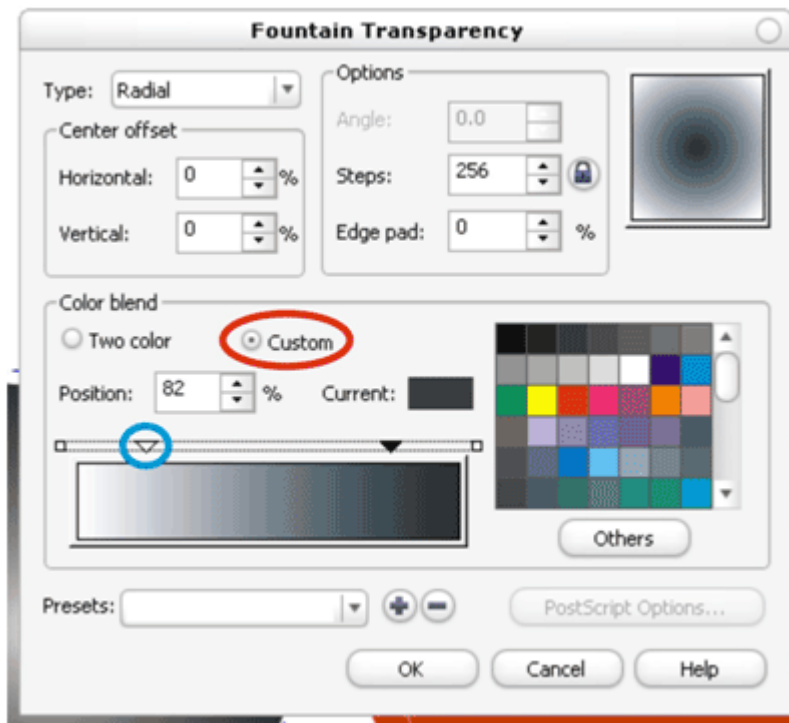 Fountain Transparency
Type: Radial
Options
Angle: 0.0
Center offset
Horizontal: 0 %
Steps: 256
Vertical: 0 %
Edge pad: 0 %
Color blend
Two color
Custom
Position: 82 %
Current:
Others
Presets:
PostScript Options...
OK
Cancel
Help